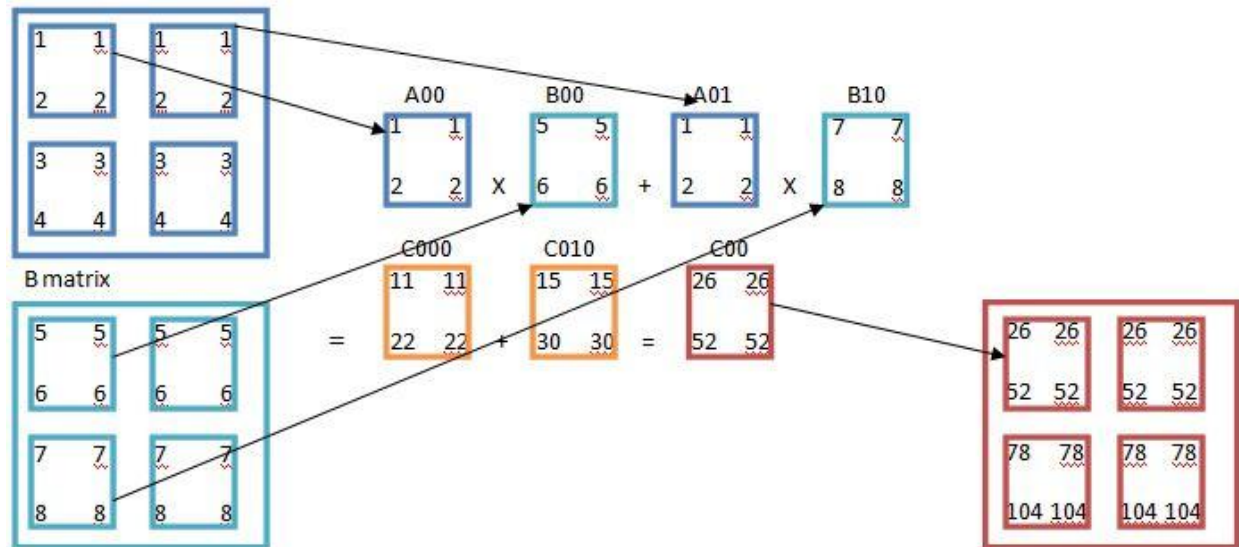 1 1 1 1
2 2 2 2
3 3 3 3
4 4 4 4
A00 B00 A01 B10
1 1 5 5 1 1 7 7
2 2 X 6 6 + 2 2 X 8 8
C000 C010 C00
11 11 15 15 26 26
= 22 22 + 30 30 = 52 52
B matrix
5 5 5 5
6 6 6 6
7 7 7 7
8 8 8 8
26 26 26 26
52 52 52 52
78 78 78 78
104 104 104 104